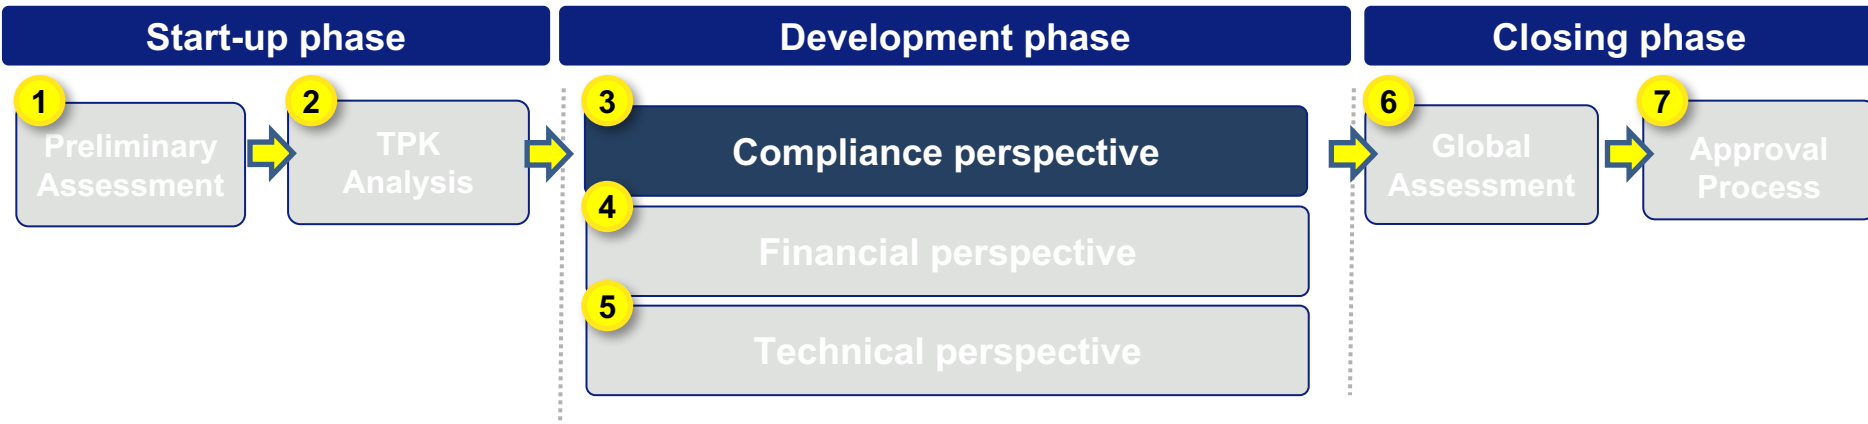 Start-up phase
Development phase
Closing phase
1
Preliminary
Assessment
2
TPK
Analysis
3
Compliance perspective
4
Financial perspective
5
Technical perspective
6
Global
Assessment
7
Approval
Process